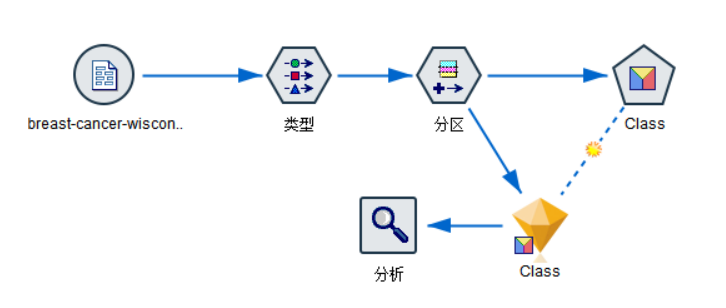 breast-cancer-wiscon..
类型
分区
Class
分析
Class